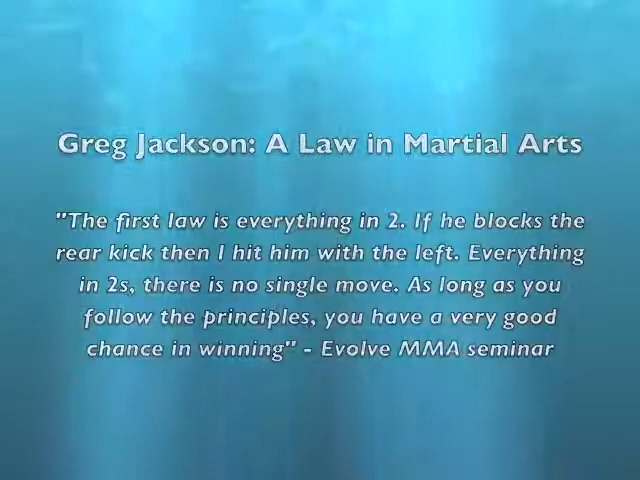 Greg Jackson: A Law in Martial Arts
"The first law is everything in 2. If he blocks the
rear kick then I hit him with the left. Everything
in 2s, there is no single move. As long as you
follow the principles, you have a very good
chance in winning" - Evolve MMA seminar